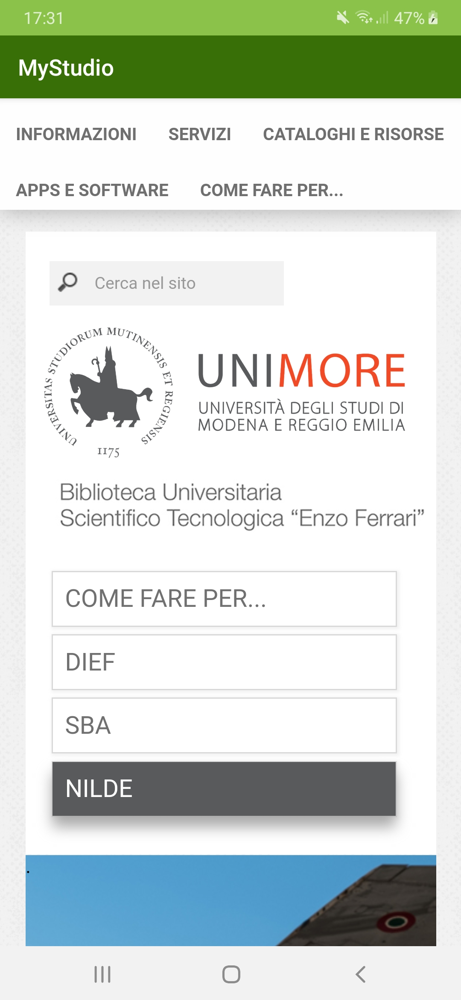 17:31 47%
MyStudio
INFORMAZIONI SERVIZI CATALOGHI E RISORSE
APPS E SOFTWARE COME FARE PER...
Cerca nel sito
UNIVERSITAS STUDIORUM MUTINENSIS ET REGIENSIS
1175
UNIMORE
UNIVERSITÀ DEGLI STUDI DI
MODENA E REGGIO EMILIA
Biblioteca Universitaria
Scientifico Tecnologica “Enzo Ferrari”
COME FARE PER...
DIEF
SBA
NILDE
.